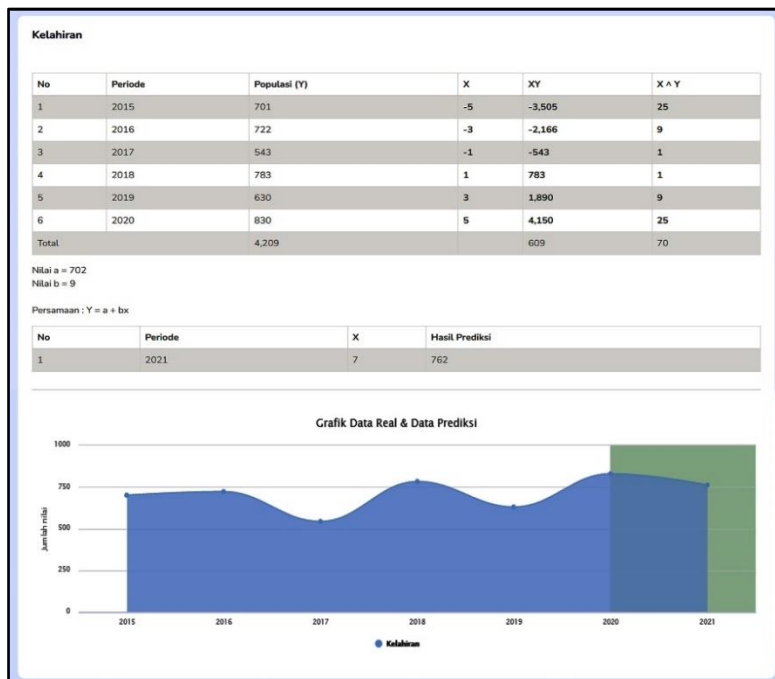 Kelahiran
No Periode Populasi (Y) X XY X ^ Y
1 2015 701 -5 -3,505 25
2 2016 722 -3 -2,166 9
3 2017 543 -1 -543 1
4 2018 783 1 783 1
5 2019 630 3 1,890 9
6 2020 830 5 4,150 25
Total 4,209 609 70
Nilai a = 702
Nilai b = 9
Persamaan : Y = a + bx
No Periode X Hasil Prediksi
1 2021 7 762
Grafik Data Real & Data Prediksi
1000
750
500
250
0
Jumlah nilai
2015 2016 2017 2018 2019 2020 2021
Kelahiran